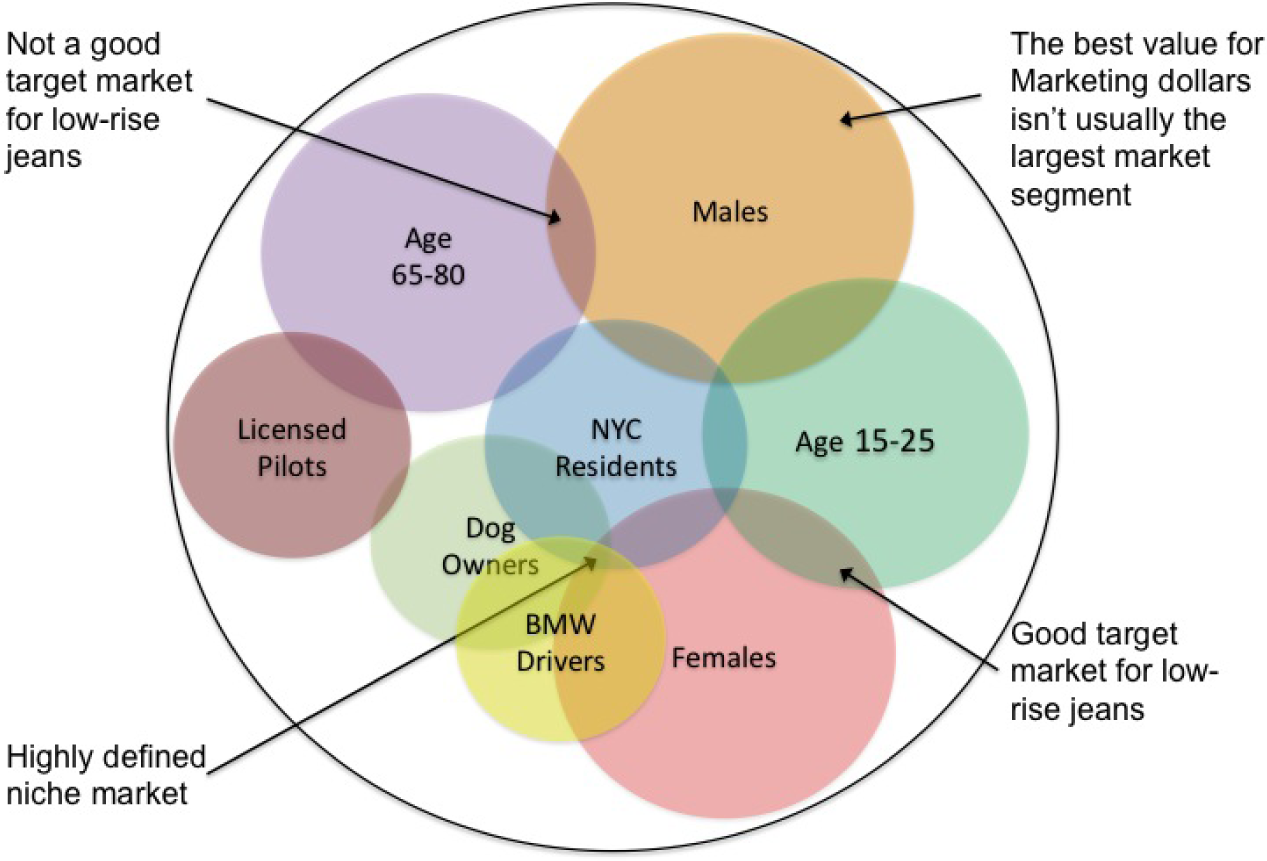 Not a good
target market
for low-rise
jeans
The best value for
Marketing dollars
isn't usually the
largest market
segment
Males
Age
65-80
Licensed
Pilots
NYC
Residents
Age 15-25
Dog
Owners
BMW
Drivers
Females
Good target
market for low-
rise jeans
Highly defined
niche market